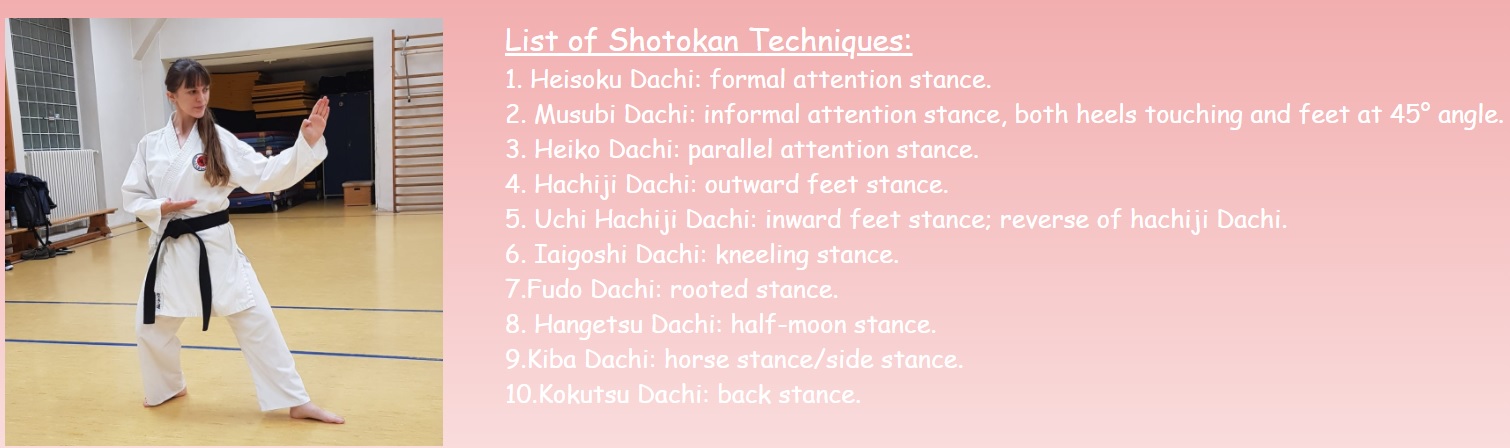 List of Shotokan Techniques:
1. Heisoku Dachi: formal attention stance.
2. Musubi Dachi: informal attention stance, both heels touching and feet at 45° angle.
3. Heiko Dachi: parallel attention stance.
4. Hachiji Dachi: outward feet stance.
5. Uchi Hachiji Dachi: inward feet stance; reverse of hachiji Dachi.
6. Iaigoshi Dachi: kneeling stance.
7.Fudo Dachi: rooted stance.
8. Hangetsu Dachi: half-moon stance.
9.Kiba Dachi: horse stance/side stance.
10.Kokutsu Dachi: back stance.